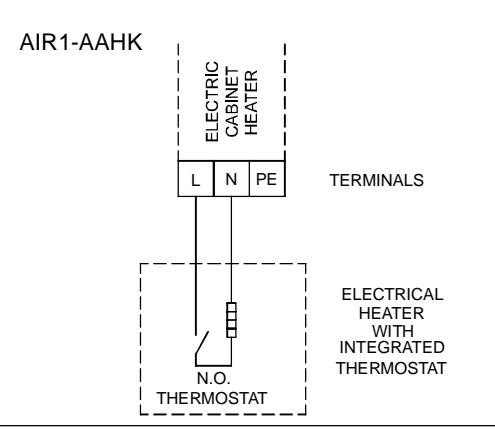 AIR1-AAHK
ELECTRIC
CABINET
HEATER
L N PE
TERMINALS
ELECTRICAL
HEATER
WITH
INTEGRATED
THERMOSTAT
N.O.
THERMOSTAT